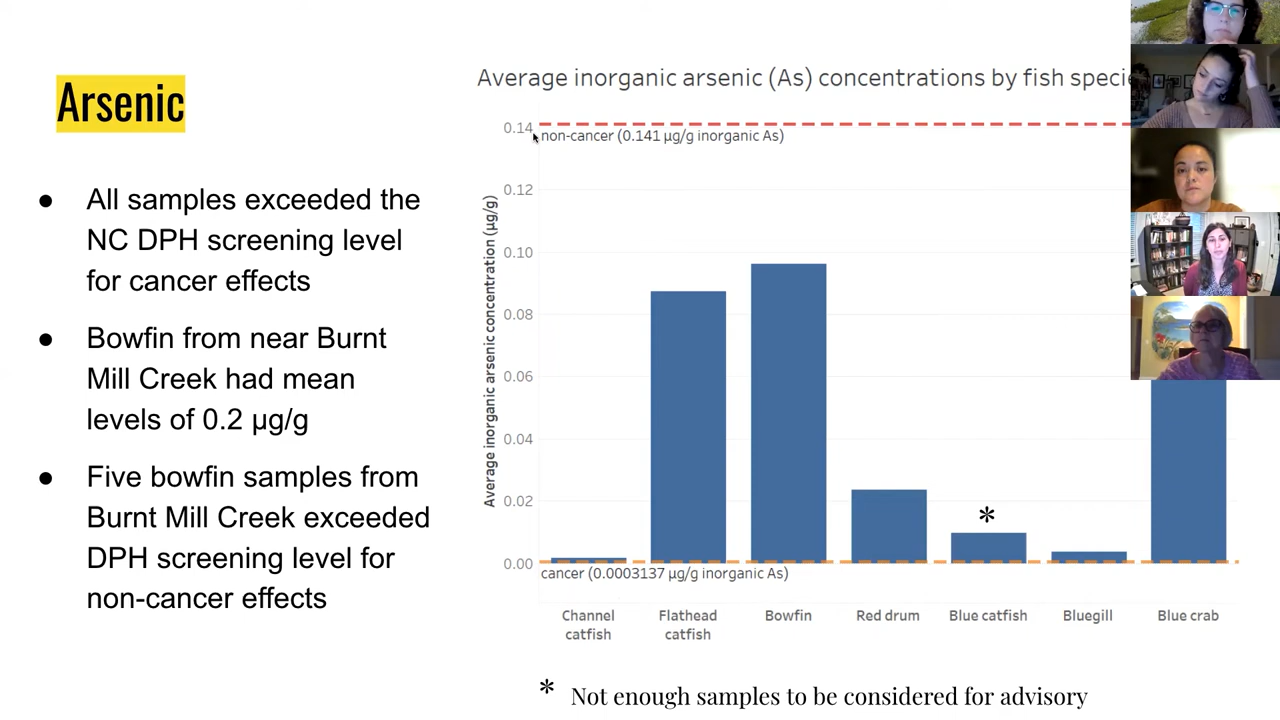 Arsenic
● All samples exceeded the
NC DPH screening level
for cancer effects
● Bowfin from near Burnt
Mill Creek had mean
levels of 0.2 µg/g
● Five bowfin samples from
Burnt Mill Creek exceeded
DPH screening level for
non-cancer effects
Average inorganic arsenic (As) concentrations by fish specie
Average inorganic arsenic concentration (µg/g)
0.14
non-cancer (0.141 µg/g inorganic As)
0.12
0.10
0.08
0.06
0.04
0.02
*
0.00
cancer (0.0003137 µg/g inorganic As)
Channel catfish
Flathead catfish
Bowfin
Red drum
Blue catfish
Bluegill
Blue crab
* Not enough samples to be considered for advisory